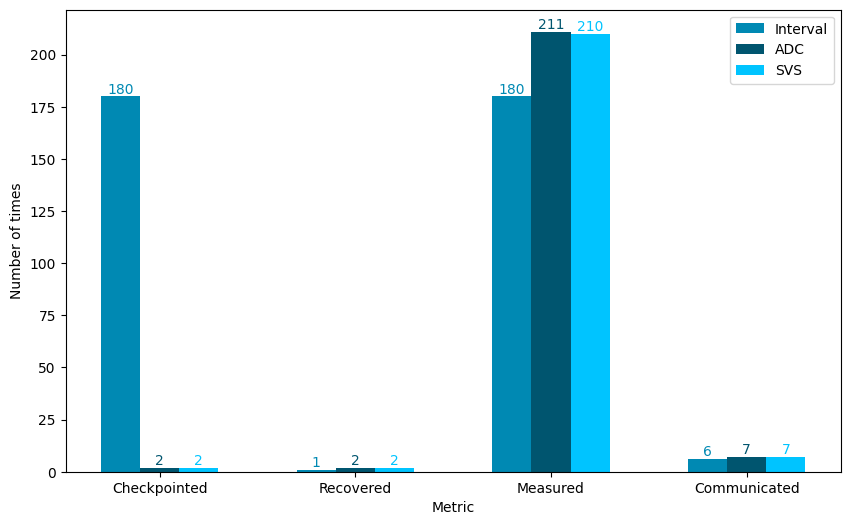 Interval
ADC
SVS
Number of times
200
175
150
125
100
75
50
25
0
180
2
2
1
2
2
180
211
210
6
7
7
Checkpointed
Recovered
Measured
Communicated
Metric